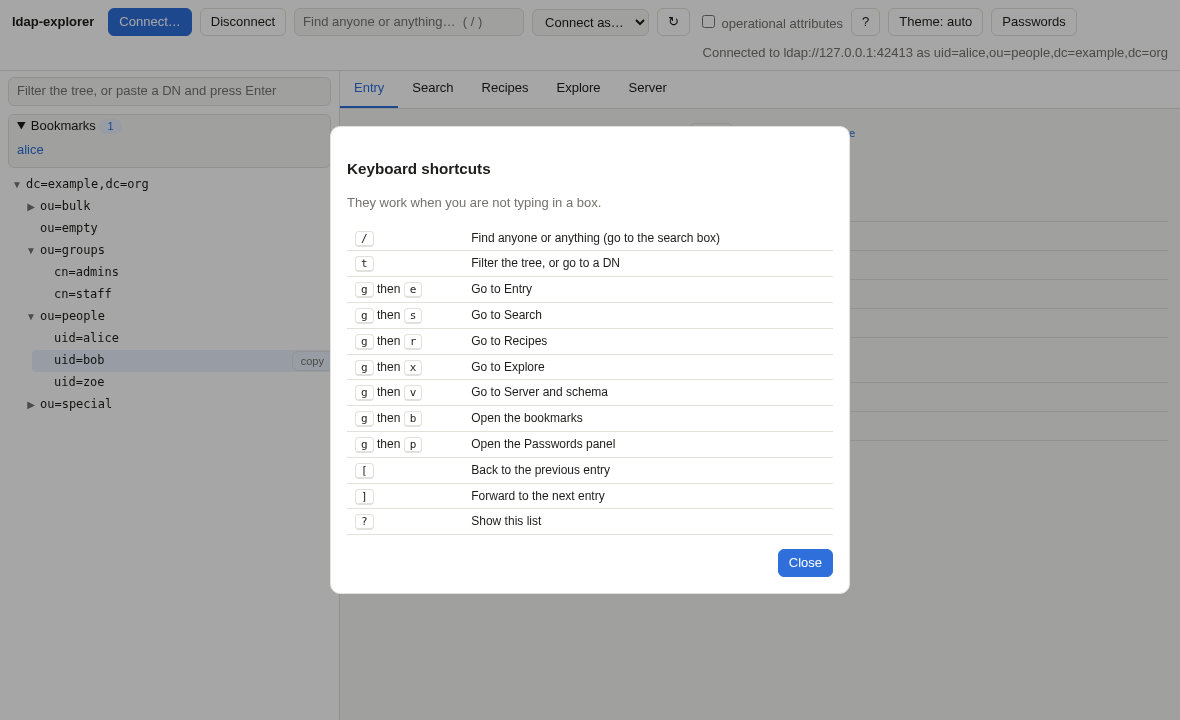 ldap-explorer
Connect…
Disconnect
Find anyone or anything… ( / )
Connect as…
↻
operational attributes
?
Theme: auto
Passwords
Connected to ldap://127.0.0.1:42413 as uid=alice,ou=people,dc=example,dc=org
Filter the tree, or paste a DN and press Enter
Entry
Search
Recipes
Explore
Server
▼ Bookmarks 1
alice
▼ dc=example,dc=org
▶ ou=bulk
ou=empty
▼ ou=groups
cn=admins
cn=staff
▼ ou=people
uid=alice
uid=bob
copy
uid=zoe
▶ ou=special
Keyboard shortcuts
They work when you are not typing in a box.
/ Find anyone or anything (go to the search box)
t Filter the tree, or go to a DN
g then e Go to Entry
g then s Go to Search
g then r Go to Recipes
g then x Go to Explore
g then v Go to Server and schema
g then b Open the bookmarks
g then p Open the Passwords panel
[ Back to the previous entry
] Forward to the next entry
? Show this list
Close